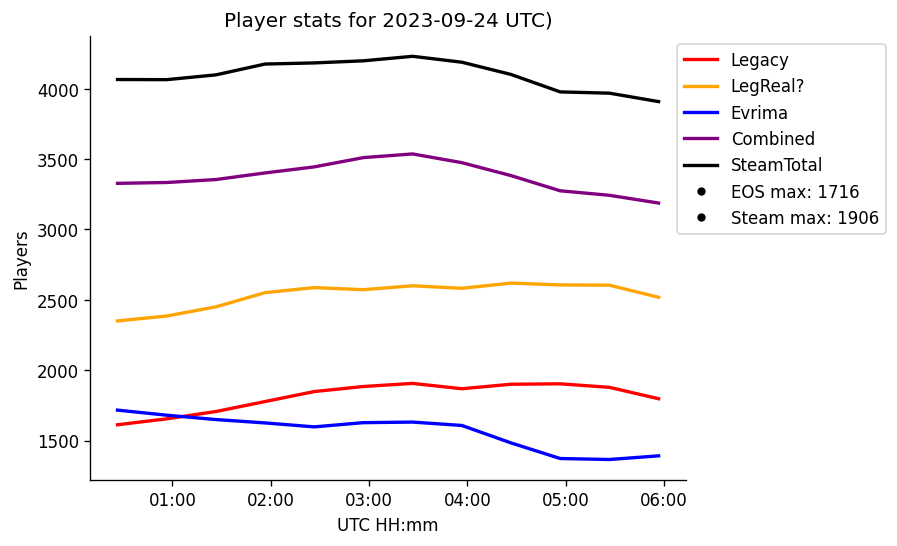 Player stats for 2023-09-24 UTC)
Legacy
LegReal?
Evrima
Combined
SteamTotal
EOS max: 1716
Steam max: 1906
Players
4000
3500
3000
2500
2000
1500
01:00 02:00 03:00 04:00 05:00 06:00
UTC HH:mm